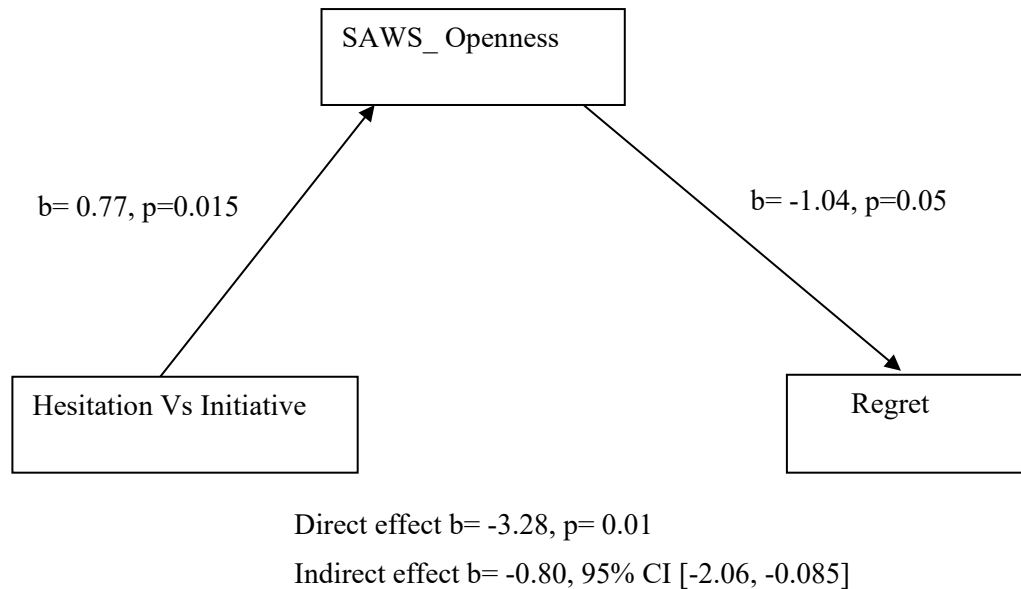 SAWS_ Openness
b= 0.77, p=0.015
b= -1.04, p=0.05
Hesitation Vs Initiative
Regret
Direct effect b= -3.28, p= 0.01
Indirect effect b= -0.80, 95% CI [-2.06, -0.085]